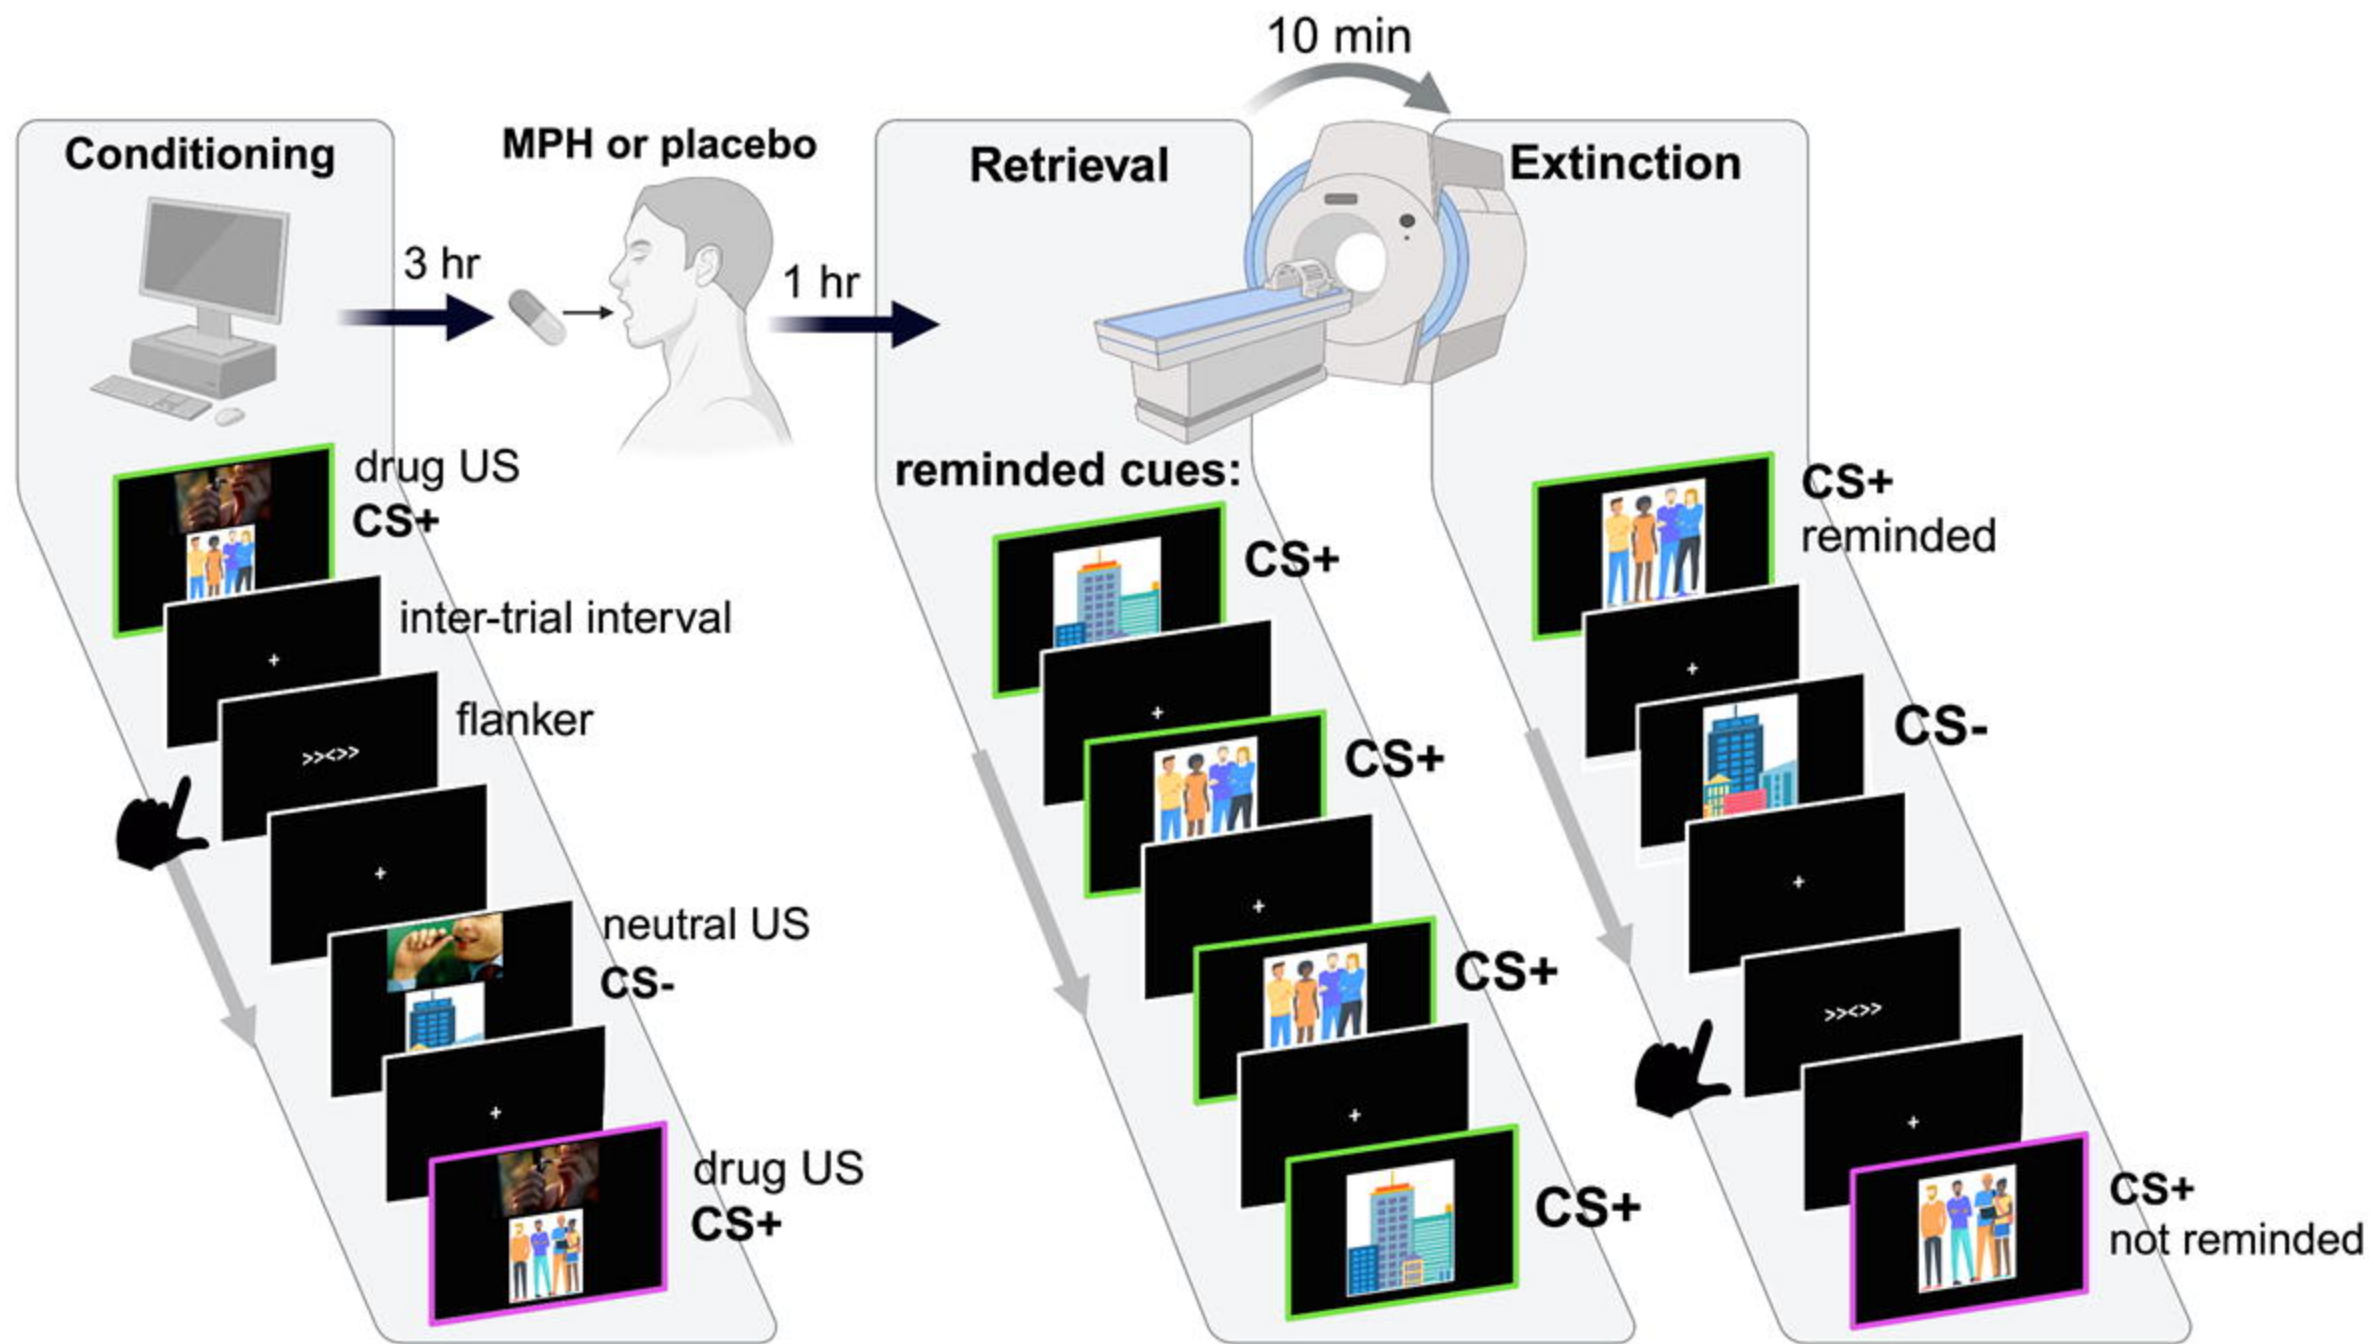 10 min
Conditioning
MPH or placebo
Retrieval
Extinction
3 hr
1 hr
drug US
CS+
inter-trial interval
+
flanker
>><>>
+
neutral US
CS-
+
drug US
CS+
reminded cues:
CS+
+
CS+
+
CS+
+
CS+
CS+
reminded
+
CS-
+
>><>>
+
CS+
not reminded